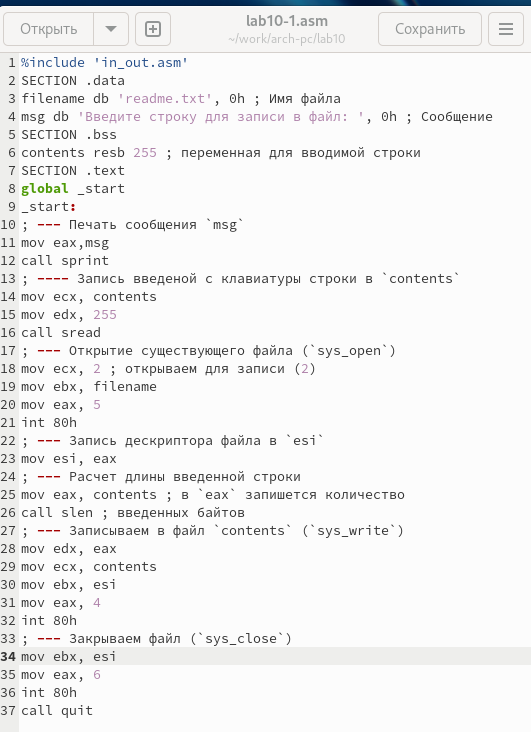 Открыть
lab10-1.asm
~/work/arch-pc/lab10
Сохранить
1 %include 'in_out.asm'
2 SECTION .data
3 filename db 'readme.txt', 0h ; Имя файла
4 msg db 'Введите строку для записи в файл: ', 0h ; Сообщение
5 SECTION .bss
6 contents resb 255 ; переменная для вводимой строки
7 SECTION .text
8 global _start
9 _start:
10 ; --- Печать сообщения `msg`
11 mov eax,msg
12 call sprint
13 ; ---- Запись введеной с клавиатуры строки в `contents`
14 mov ecx, contents
15 mov edx, 255
16 call sread
17 ; --- Открытие существующего файла (`sys_open`)
18 mov ecx, 2 ; открываем для записи (2)
19 mov ebx, filename
20 mov eax, 5
21 int 80h
22 ; --- Запись дескриптора файла в `esi`
23 mov esi, eax
24 ; --- Расчет длины введенной строки
25 mov eax, contents ; в `eax` запишется количество
26 call slen ; введенных байтов
27 ; --- Записываем в файл `contents` (`sys_write`)
28 mov edx, eax
29 mov ecx, contents
30 mov ebx, esi
31 mov eax, 4
32 int 80h
33 ; --- Закрываем файл (`sys_close`)
34 mov ebx, esi
35 mov eax, 6
36 int 80h
37 call quit